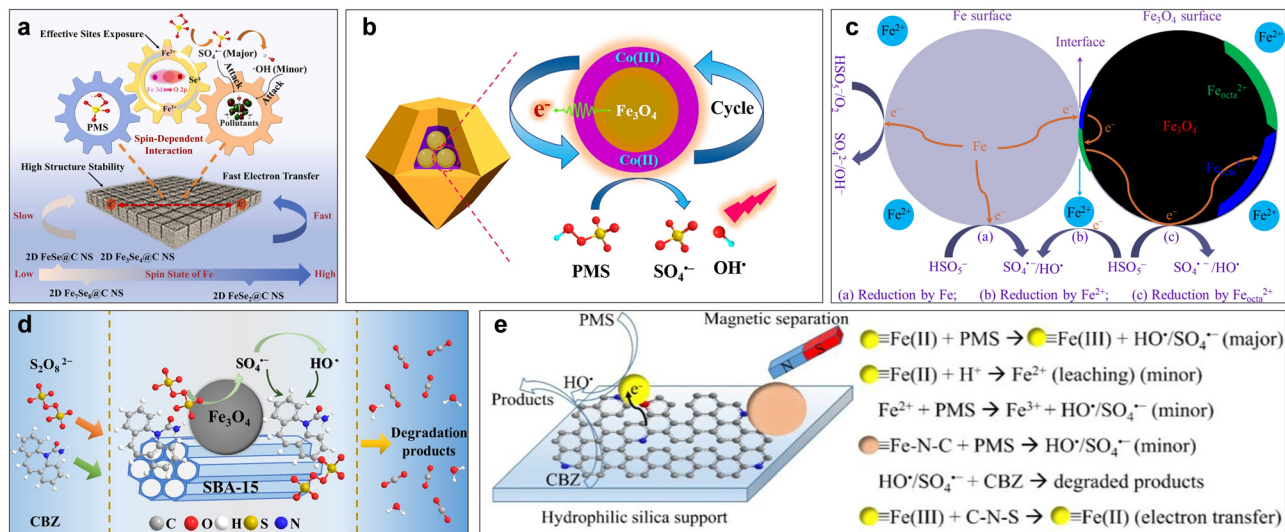 a
Effective Sites Exposure
SO₄•⁻ (Major)
•OH (Minor)
Fe²⁺
Se
Fe 3d
O 2p
Fe³⁺
Attack
Attack
PMS
Pollutants
Spin-Dependent
Interaction
High Structure Stability
Fast Electron Transfer
Slow
Fast
2D FeSe@C NS
2D Fe₃Se₄@C NS
Low
Spin State of Fe
High
2D Fe₇Se₈@C NS
2D FeSe₂@C NS
b
Co(III)
e⁻
Fe₃O₄
Cycle
Co(II)
PMS
SO₄•⁻
OH•
c
Fe surface
Fe₃O₄ surface
Fe²⁺
Interface
Fe²⁺
HSO₅⁻/O₂
SO₄²⁻/OH⁻
e⁻
e⁻
e⁻
Feocta²⁺
Fe
Fe₃O₄
Fe²⁺
Fe²⁺
Fe²⁺
e⁻
e⁻
e⁻
(a)
(b)
(c)
HSO₅⁻
SO₄•⁻/HO•
HSO₅⁻
SO₄•⁻/HO•
(a) Reduction by Fe;
(b) Reduction by Fe²⁺;
(c) Reduction by Feocta²⁺
d
S₂O₈²⁻
SO₄•⁻
HO•
Fe₃O₄
Degradation
products
SBA-15
CBZ
C O H S N
e
PMS
Magnetic separation
N
S
HO•
e⁻
Products
CBZ
Hydrophilic silica support
≡Fe(II) + PMS → ≡Fe(III) + HO•/SO₄•⁻ (major)
≡Fe(II) + H⁺ → Fe²⁺ (leaching) (minor)
Fe²⁺ + PMS → Fe³⁺ + HO•/SO₄•⁻ (minor)
≡Fe-N-C + PMS → HO•/SO₄•⁻ (minor)
HO•/SO₄•⁻ + CBZ → degraded products
≡Fe(III) + C-N-S → ≡Fe(II) (electron transfer)